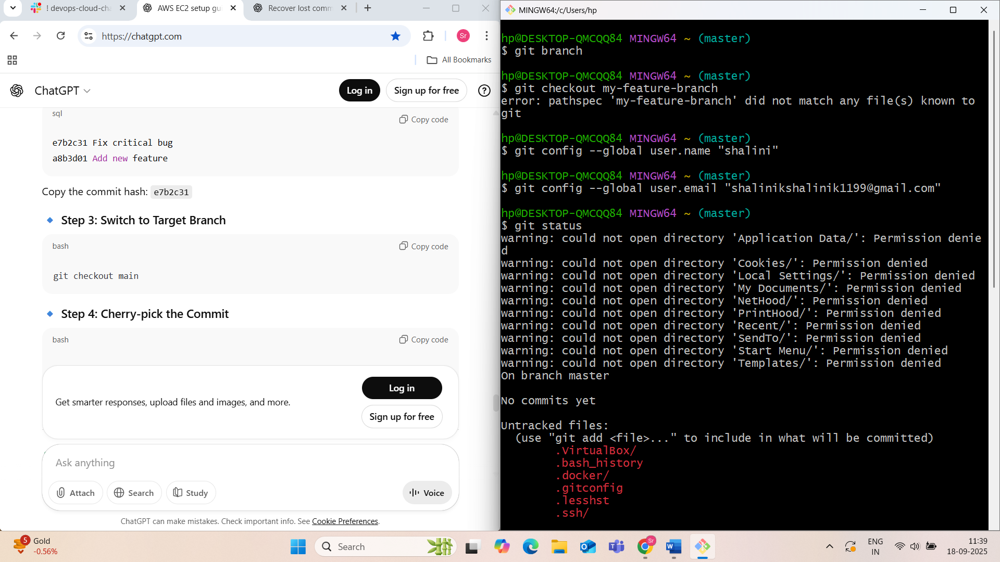 ! devops-cloud-cha
AWS EC2 setup gu
Recover lost comm
https://chatgpt.com
Sr
All Bookmarks
ChatGPT
Log in
Sign up for free
sql
Copy code
e7b2c31 Fix critical bug
a8b3d01 Add new feature
Copy the commit hash: e7b2c31
Step 3: Switch to Target Branch
bash
Copy code
git checkout main
Step 4: Cherry-pick the Commit
bash
Copy code
Get smarter responses, upload files and images, and more.
Log in
Sign up for free
Ask anything
Attach
Search
Study
Voice
ChatGPT can make mistakes. Check important info. See Cookie Preferences.
MINGW64:/c/Users/hp
hp@DESKTOP-QMCQQ84 MINGW64 ~ (master)
$ git branch
hp@DESKTOP-QMCQQ84 MINGW64 ~ (master)
$ git checkout my-feature-branch
error: pathspec 'my-feature-branch' did not match any file(s) known to
git
hp@DESKTOP-QMCQQ84 MINGW64 ~ (master)
$ git config --global user.name "shalini"
hp@DESKTOP-QMCQQ84 MINGW64 ~ (master)
$ git config --global user.email "shalinikshalinik1199@gmail.com"
hp@DESKTOP-QMCQQ84 MINGW64 ~ (master)
$ git status
warning: could not open directory 'Application Data/': Permission denie
d
warning: could not open directory 'Cookies/': Permission denied
warning: could not open directory 'Local Settings/': Permission denied
warning: could not open directory 'My Documents/': Permission denied
warning: could not open directory 'NetHood/': Permission denied
warning: could not open directory 'PrintHood/': Permission denied
warning: could not open directory 'Recent/': Permission denied
warning: could not open directory 'SendTo/': Permission denied
warning: could not open directory 'Start Menu/': Permission denied
warning: could not open directory 'Templates/': Permission denied
On branch master
No commits yet
Untracked files:
(use "git add <file>..." to include in what will be committed)
.VirtualBox/
.bash_history
.docker/
.gitconfig
.lesshst
.ssh/
5
Gold
-0.56%
Search
Sr
ENG
IN
11:39
18-09-2025